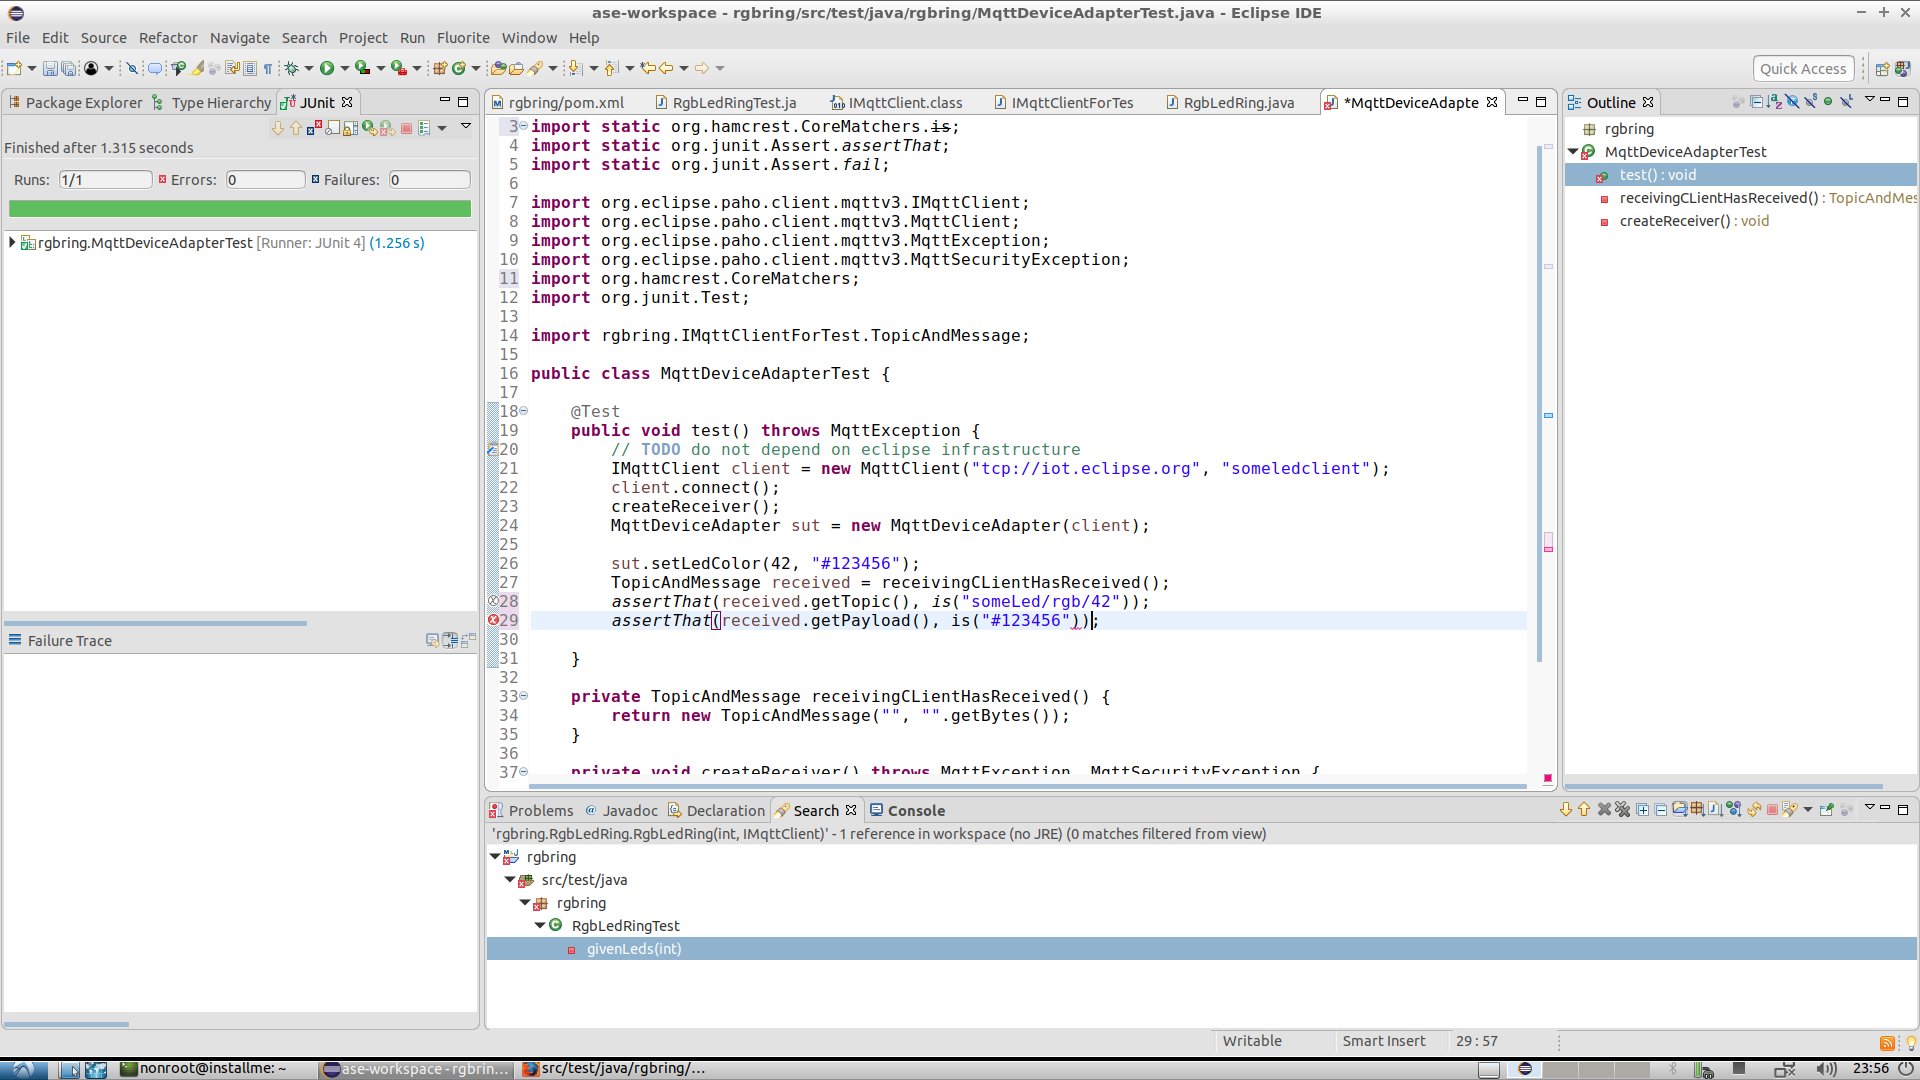 ase-workspace - rgbring/src/test/java/rgbring/MqttDeviceAdapterTest.java - Eclipse IDE
File Edit Source Refactor Navigate Search Project Run Fluorite Window Help
Quick Access
Package Explorer Type Hierarchy JUnit
Finished after 1.315 seconds
Runs: 1/1 Errors: 0 Failures: 0
rgbring.MqttDeviceAdapterTest [Runner: JUnit 4] (1.256 s)
Failure Trace
rgbring/pom.xml RgbLedRingTest.ja IMqttClient.class IMqttClientForTes RgbLedRing.java *MqttDeviceAdapte
3 import static org.hamcrest.CoreMatchers.is;
4 import static org.junit.Assert.assertThat;
5 import static org.junit.Assert.fail;
6
7 import org.eclipse.paho.client.mqttv3.IMqttClient;
8 import org.eclipse.paho.client.mqttv3.MqttClient;
9 import org.eclipse.paho.client.mqttv3.MqttException;
10 import org.eclipse.paho.client.mqttv3.MqttSecurityException;
11 import org.hamcrest.CoreMatchers;
12 import org.junit.Test;
13
14 import rgbring.IMqttClientForTest.TopicAndMessage;
15
16 public class MqttDeviceAdapterTest {
17
18 @Test
19 public void test() throws MqttException {
20 // TODO do not depend on eclipse infrastructure
21 IMqttClient client = new MqttClient("tcp://iot.eclipse.org", "someledclient");
22 client.connect();
23 createReceiver();
24 MqttDeviceAdapter sut = new MqttDeviceAdapter(client);
25
26 sut.setLedColor(42, "#123456");
27 TopicAndMessage received = receivingCLientHasReceived();
28 assertThat(received.getTopic(), is("someLed/rgb/42"));
29 assertThat(received.getPayload(), is("#123456"));
30
31 }
32
33 private TopicAndMessage receivingCLientHasReceived() {
34 return new TopicAndMessage("", "".getBytes());
35 }
36
37 private void createReceiver() throws MqttException, MqttSecurityException {
Outline
rgbring
MqttDeviceAdapterTest
test() : void
receivingCLientHasReceived() : TopicAndMes
createReceiver() : void
Problems Javadoc Declaration Search Console
'rgbring.RgbLedRing.RgbLedRing(int, IMqttClient)' - 1 reference in workspace (no JRE) (0 matches filtered from view)
rgbring
src/test/java
rgbring
RgbLedRingTest
givenLeds(int)
Writable Smart Insert 29 : 57
nonroot@installme: ~ ase-workspace - rgbrin... src/test/java/rgbring/... 23:56